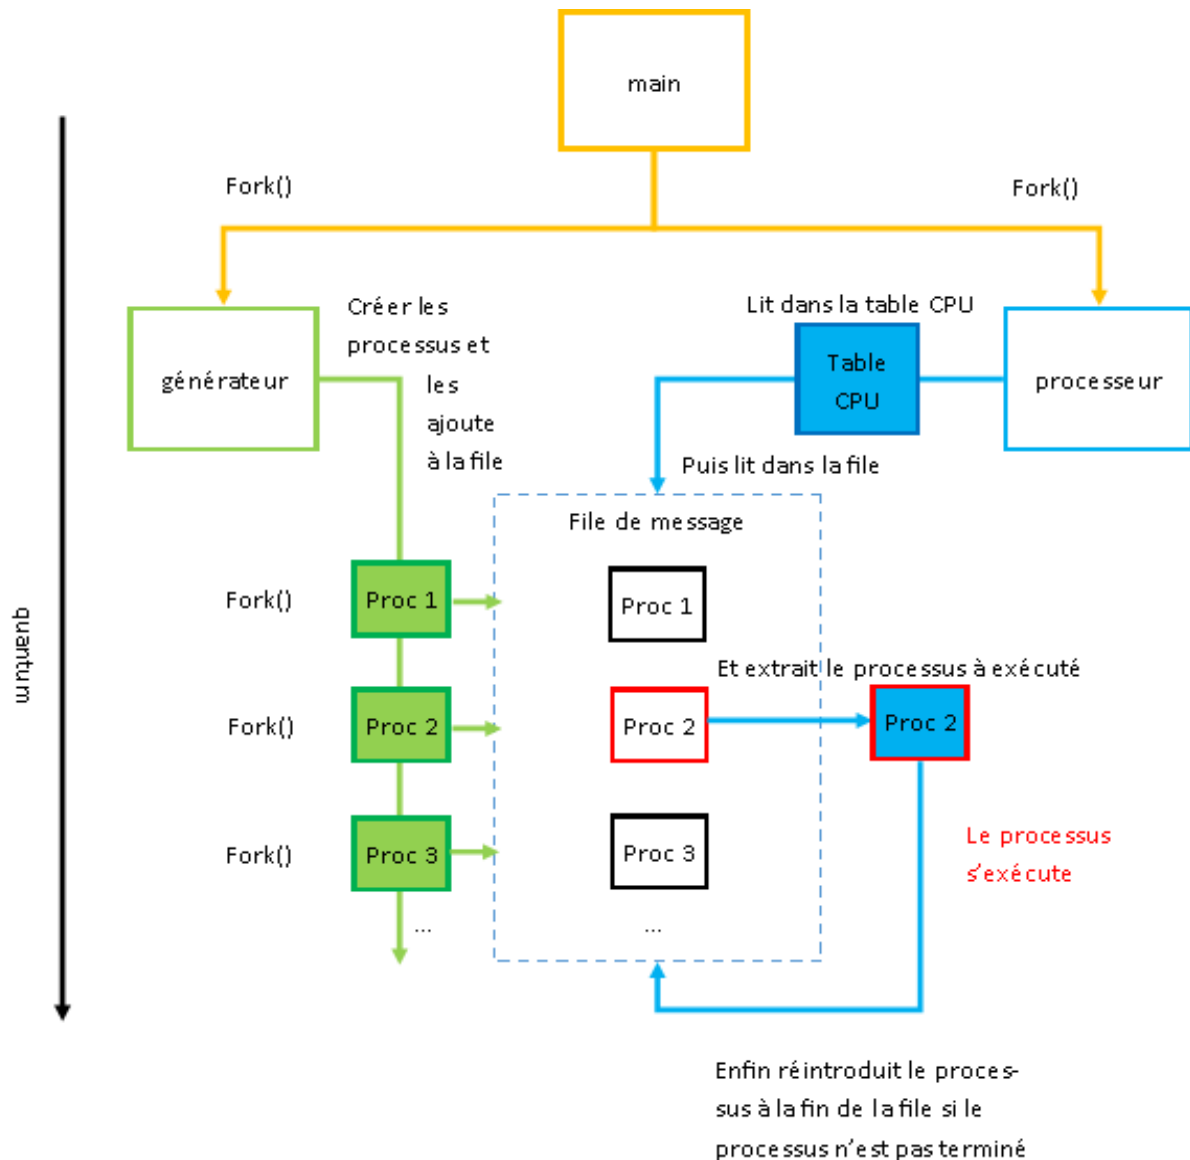 main
Fork()
Fork()
Créer les
processus et
les
ajoute
à la file
Lit dans la table CPU
générateur
Table
CPU
processeur
Puis lit dans la file
File de message
Fork()
Proc 1
Proc 1
quantum
Et extrait le processus à exécuté
Fork()
Proc 2
Proc 2
Proc 2
Fork()
Proc 3
Proc 3
Le processus
s'exécute
...
...
Enfin réintroduit le proces-
sus à la fin de la file si le
processus n'est pas terminé